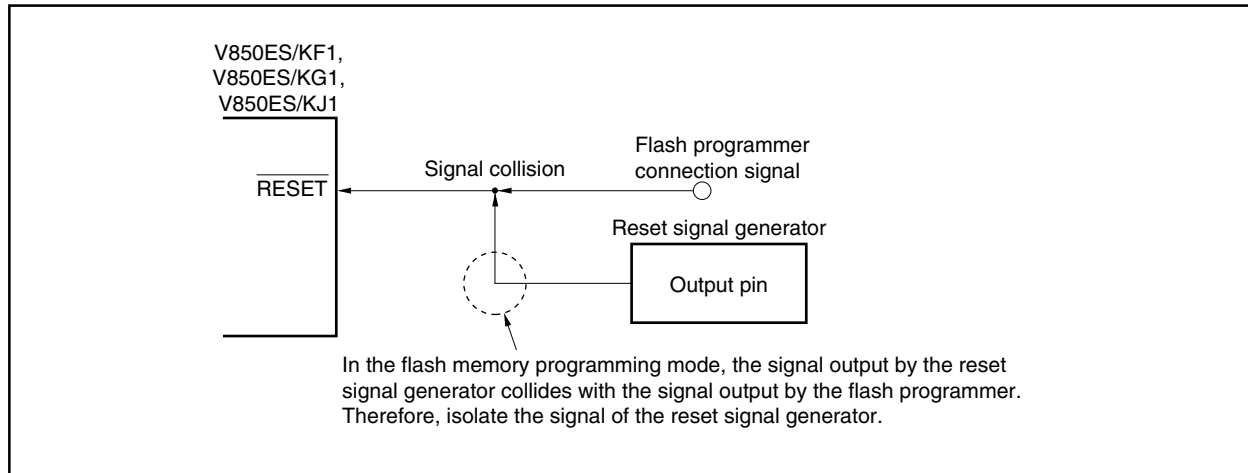 V850ES/KF1,
V850ES/KG1,
V850ES/KJ1
Flash programmer
connection signal
Signal collision
RESET
Reset signal generator
Output pin
In the flash memory programming mode, the signal output by the reset
signal generator collides with the signal output by the flash programmer.
Therefore, isolate the signal of the reset signal generator.